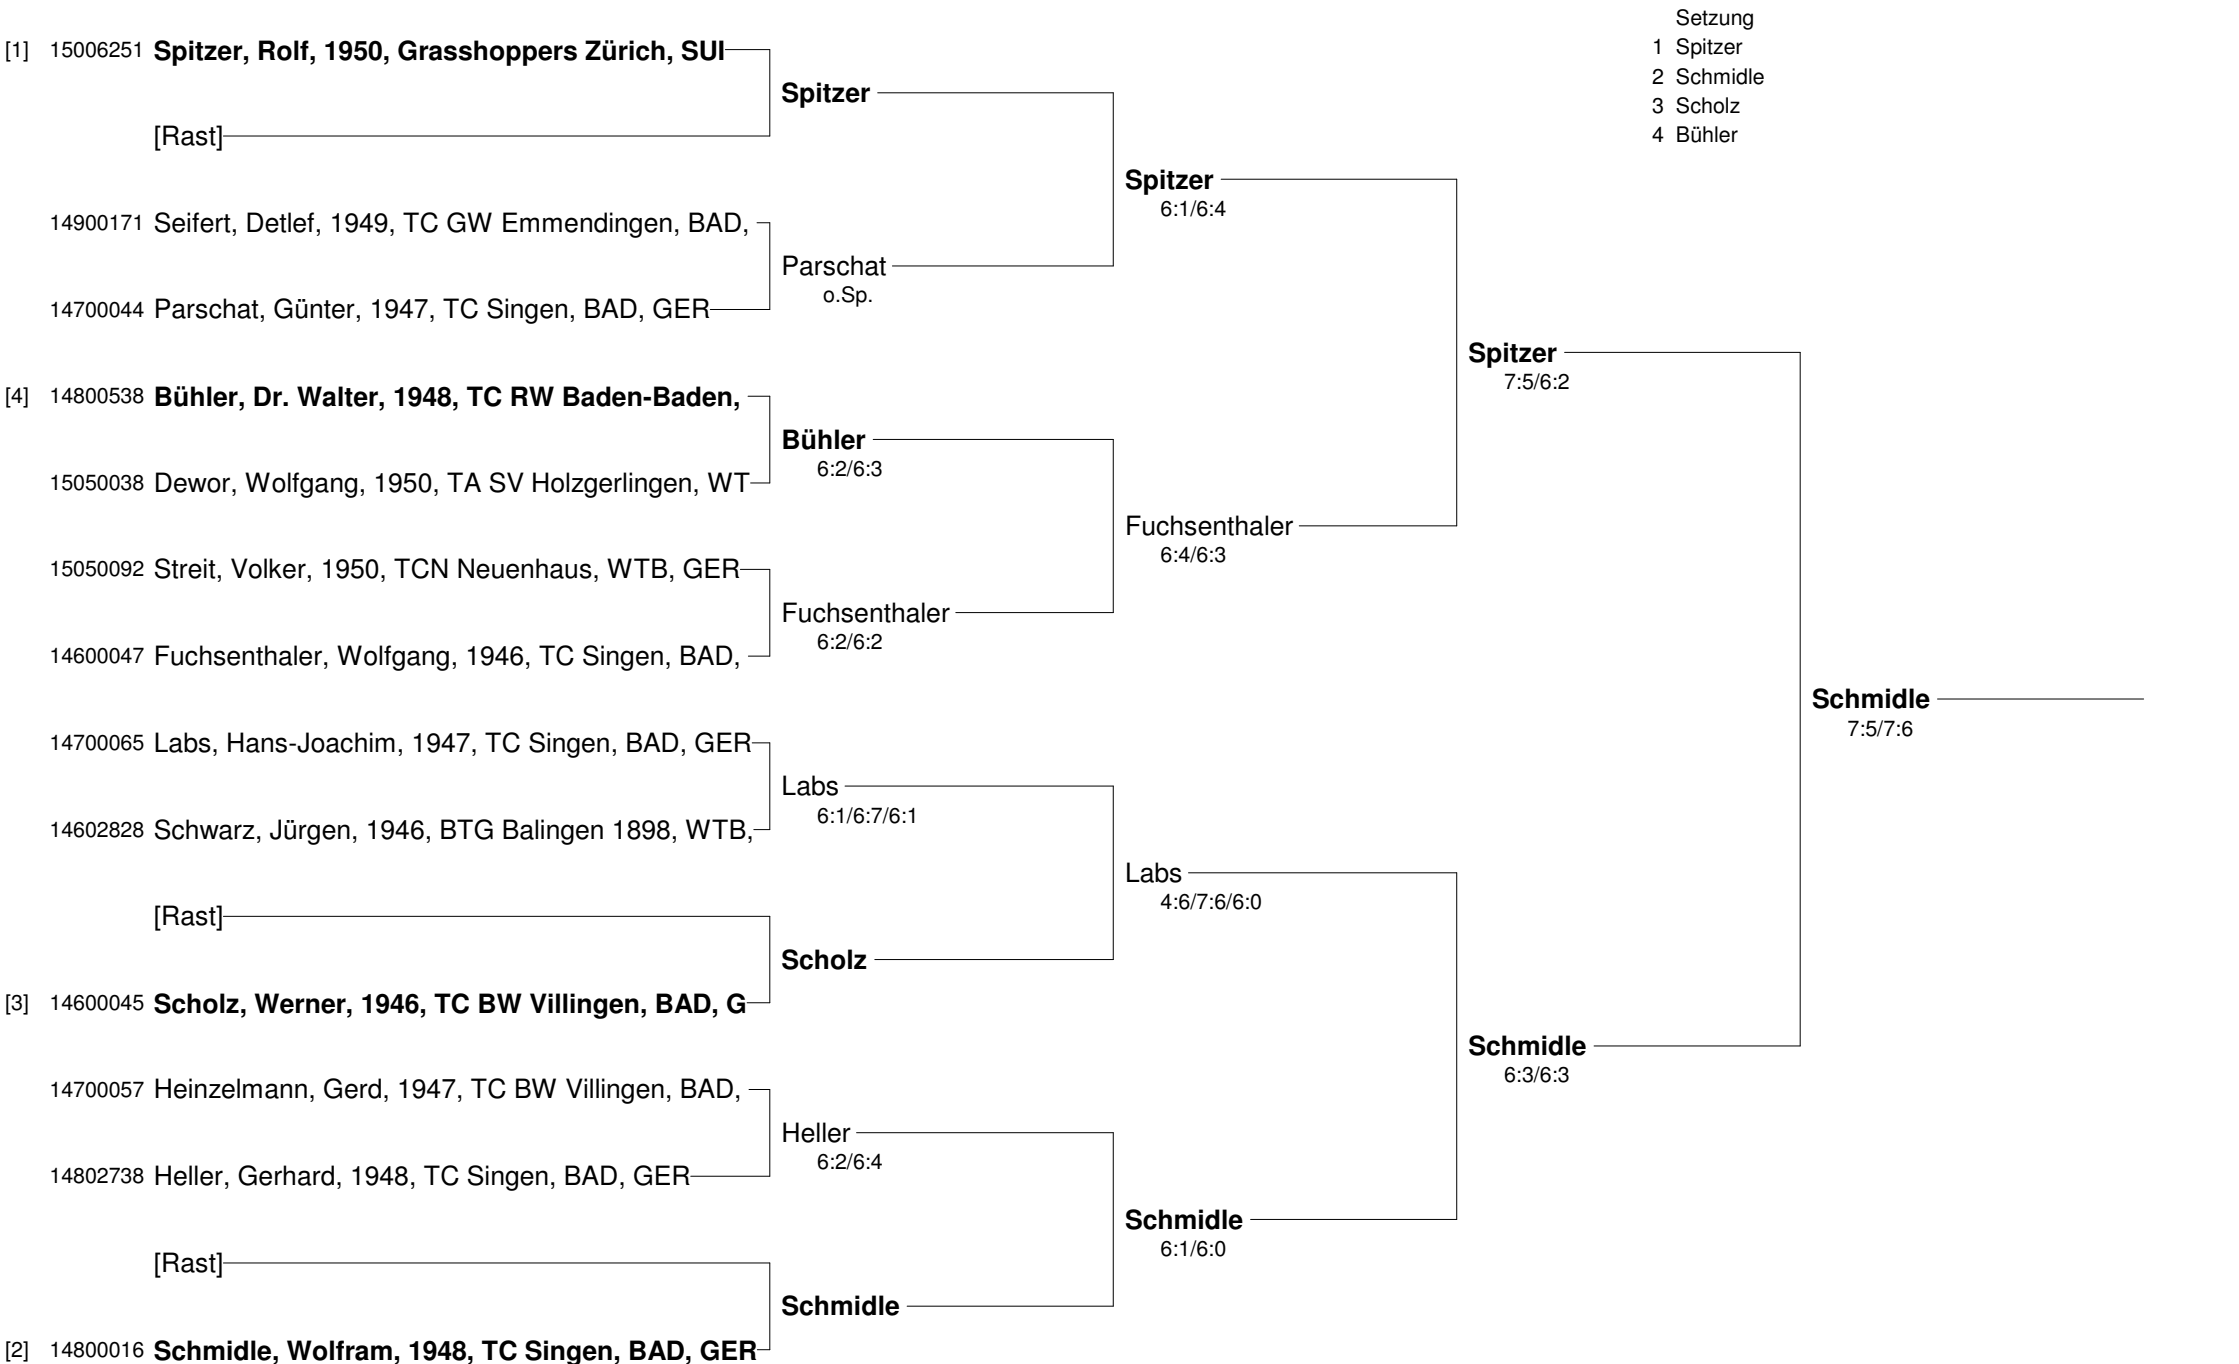 Setzung
1 Spitzer
2 Schmidle
3 Scholz
4 Bühler
[1] 15006251 Spitzer, Rolf, 1950, Grasshoppers Zürich, SUI
Spitzer
[Rast]
Spitzer
6:1/6:4
14900171 Seifert, Detlef, 1949, TC GW Emmendingen, BAD,
Parschat
o.Sp.
14700044 Parschat, Günter, 1947, TC Singen, BAD, GER
Spitzer
7:5/6:2
[4] 14800538 Bühler, Dr. Walter, 1948, TC RW Baden-Baden,
Bühler
6:2/6:3
15050038 Dewor, Wolfgang, 1950, TA SV Holzgerlingen, WT
Fuchsenthaler
6:4/6:3
15050092 Streit, Volker, 1950, TCN Neuenhaus, WTB, GER
Fuchsenthaler
6:2/6:2
14600047 Fuchsenthaler, Wolfgang, 1946, TC Singen, BAD,
Schmidle
7:5/7:6
14700065 Labs, Hans-Joachim, 1947, TC Singen, BAD, GER
Labs
6:1/6:7/6:1
14602828 Schwarz, Jürgen, 1946, BTG Balingen 1898, WTB,
Labs
4:6/7:6/6:0
[Rast]
Scholz
[3] 14600045 Scholz, Werner, 1946, TC BW Villingen, BAD, G
Schmidle
6:3/6:3
14700057 Heinzelmann, Gerd, 1947, TC BW Villingen, BAD,
Heller
6:2/6:4
14802738 Heller, Gerhard, 1948, TC Singen, BAD, GER
Schmidle
6:1/6:0
[Rast]
Schmidle
[2] 14800016 Schmidle, Wolfram, 1948, TC Singen, BAD, GER